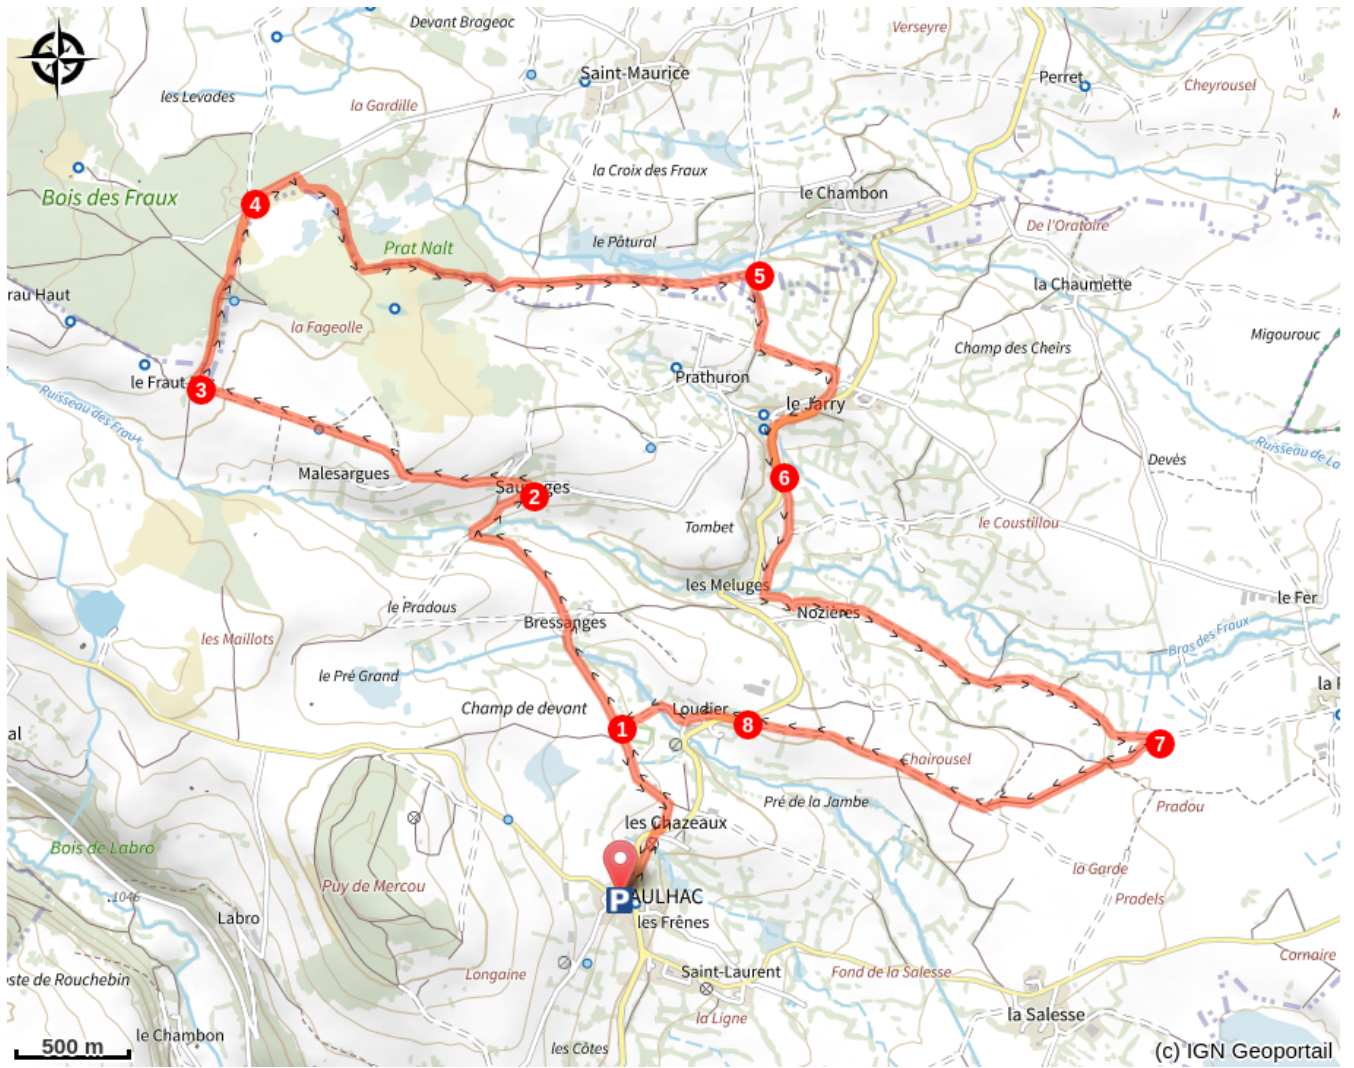 Devant Brageac
Verseyre
Saint-Maurice
Perret
Cheyrousel
les Levades
la Gardille
la Croix des Fraux
le Chambon
Bois des Fraux
4
De l'Oratoire
le Pâtural
Prat Nalt
5
la Chaumette
rau Haut
la Fageolle
Migourouc
Champ des Cheirs
le Fraut
3
Prathuron
le Jarry
Ruisseau des Fraux
Ruisseau de La
Devès
Malesargues
6
2
Tombet
le Coustillou
les Meluges
le Fer
le Pradous
Nozières
Bressanges
Bras des Fraux
les Maillots
le Pré Grand
la
Champ de devant
Loudier
1
8
7
al
Chairousel
Pré de la Jambe
Pradou
les Chazeaux
Bois de Labro
la Garde
Puy de Mercou
1046
P
AULHAC
Pradels
Labro
les Frênes
Cornaire
Longaine
Saint-Laurent
Fond de la Salesse
ste de Rouchebin
la Ligne
la Salesse
le Chambon
500 m
les Côtes
(c) IGN Geoportail